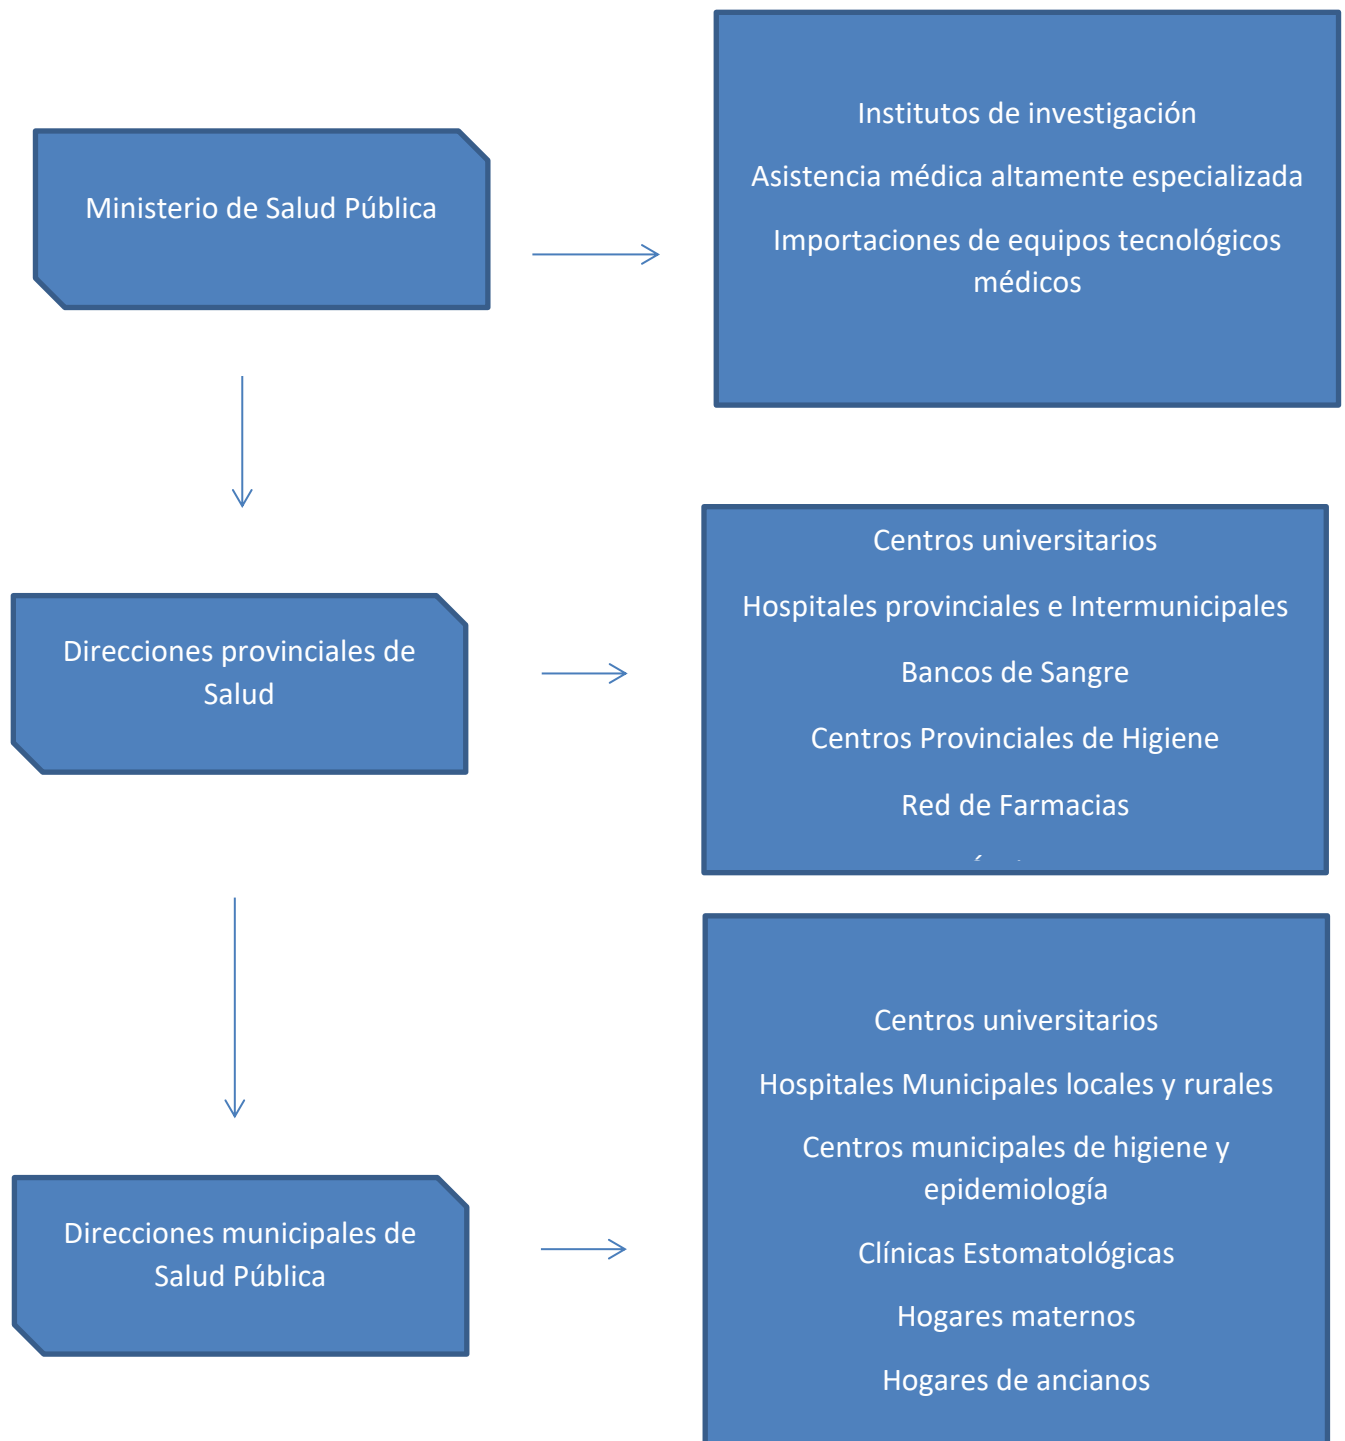 Ministerio de Salud Pública
Institutos de investigación
Asistencia médica altamente especializada
Importaciones de equipos tecnológicos
médicos
Direcciones provinciales de
Salud
Centros universitarios
Hospitales provinciales e Intermunicipales
Bancos de Sangre
Centros Provinciales de Higiene
Red de Farmacias
Direcciones municipales de
Salud Pública
Centros universitarios
Hospitales Municipales locales y rurales
Centros municipales de higiene y
epidemiología
Clínicas Estomatológicas
Hogares maternos
Hogares de ancianos